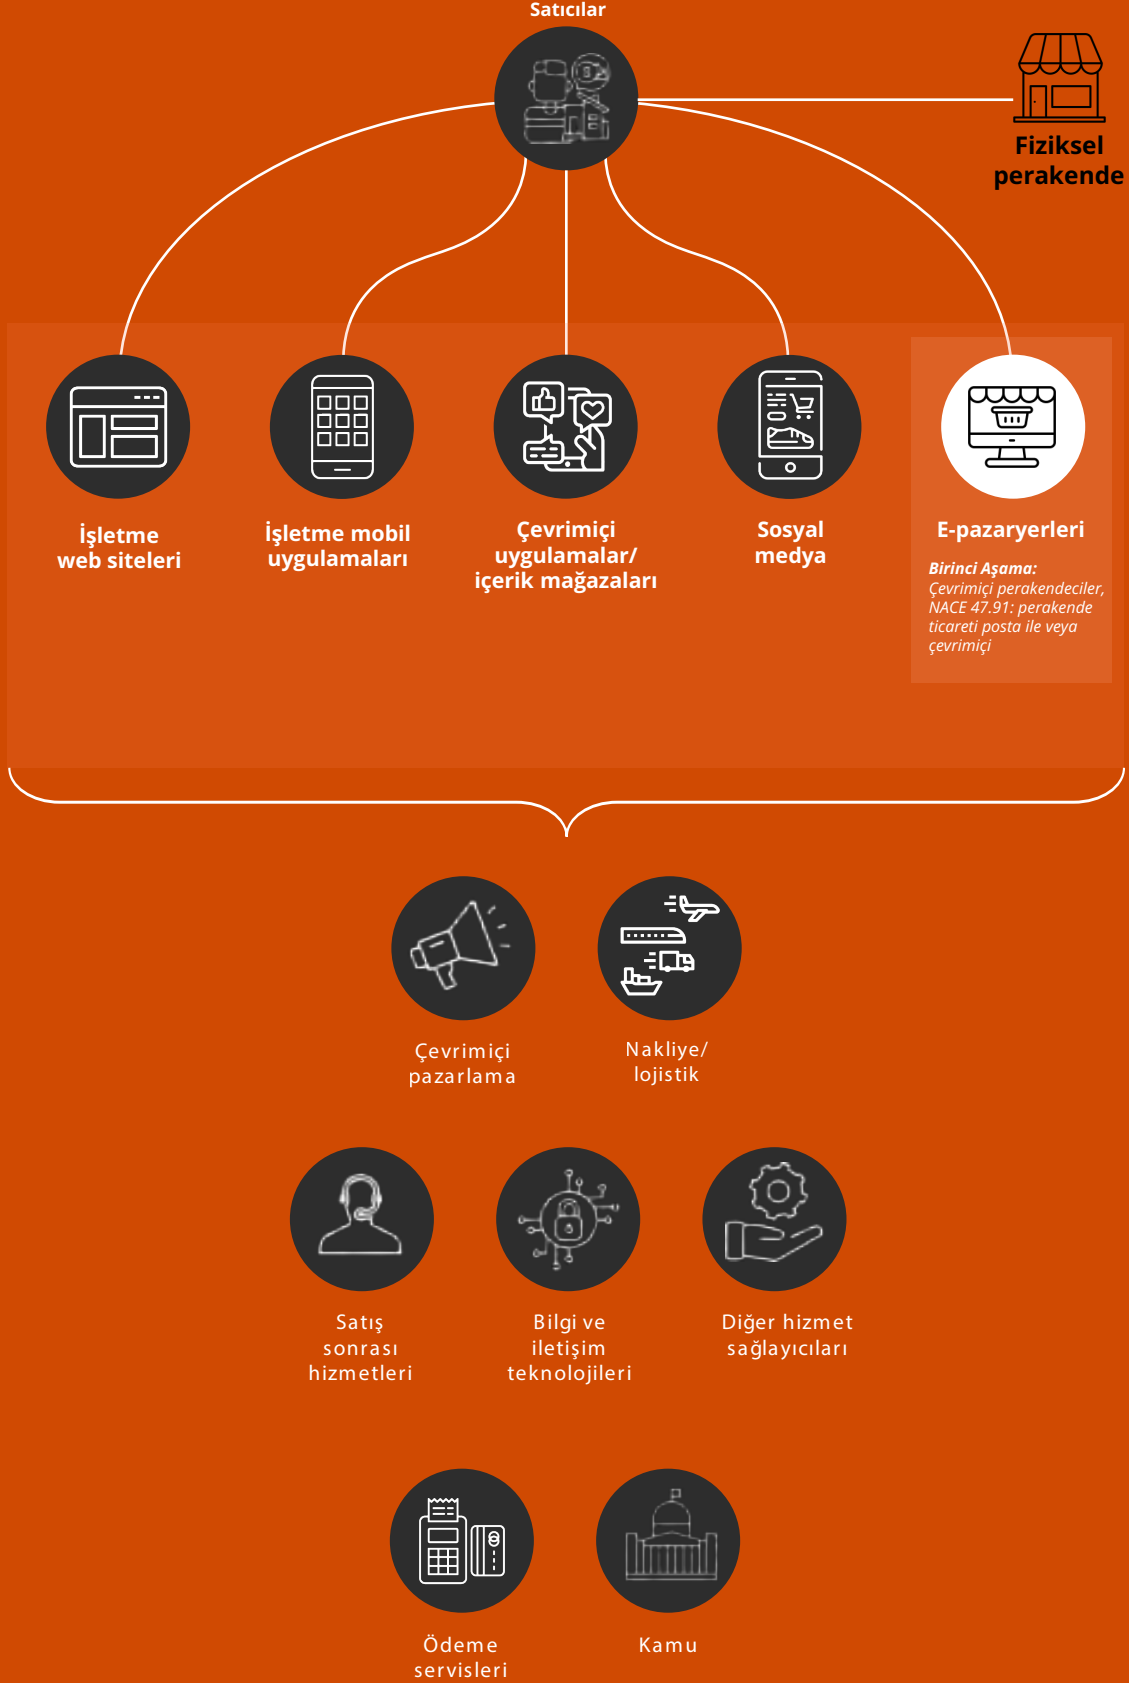 Satıcılar
Fiziksel
perakende
İşletme
web siteleri
İşletme mobil
uygulamaları
Çevrimiçi
uygulamalar/
içerik mağazaları
Sosyal
medya
E-pazaryerleri
Birinci Aşama:
Çevrimiçi perakendeciler,
NACE 47.91: perakende
ticareti posta ile veya
çevrimiçi
Çevrimiçi
pazarlama
Nakliye/
lojistik
Satış
sonrası
hizmetleri
Bilgi ve
iletişim
teknolojileri
Diğer hizmet
sağlayıcıları
Ödeme
servisleri
Kamu